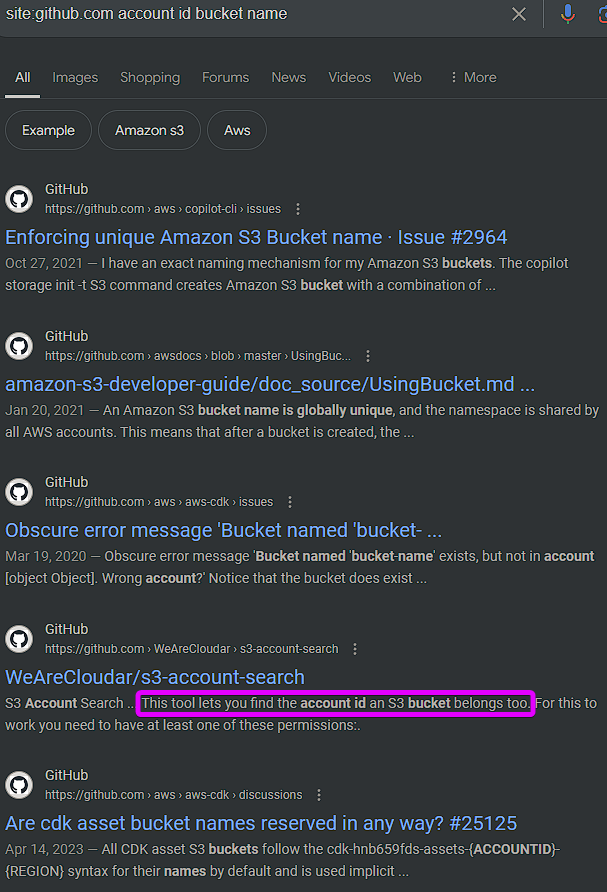 site:github.com account id bucket name
All Images Shopping Forums News Videos Web More
Example Amazon s3 Aws
GitHub
https://github.com › aws › copilot-cli › issues
Enforcing unique Amazon S3 Bucket name · Issue #2964
Oct 27, 2021 — I have an exact naming mechanism for my Amazon S3 buckets. The copilot
storage init -t S3 command creates Amazon S3 bucket with a combination of ...
GitHub
https://github.com › awsdocs › blob › master › UsingBuc...
amazon-s3-developer-guide/doc_source/UsingBucket.md ...
Jan 20, 2021 — An Amazon S3 bucket name is globally unique, and the namespace is shared by
all AWS accounts. This means that after a bucket is created, the ...
GitHub
https://github.com › aws › aws-cdk › issues
Obscure error message 'Bucket named 'bucket- ...
Mar 19, 2020 — Obscure error message 'Bucket named 'bucket-name' exists, but not in account
[object Object]. Wrong account?' Notice that the bucket does exist ...
GitHub
https://github.com › WeAreCloudar › s3-account-search
WeAreCloudar/s3-account-search
S3 Account Search ... This tool lets you find the account id an S3 bucket belongs too. For this to
work you need to have at least one of these permissions:.
GitHub
https://github.com › aws › aws-cdk › discussions
Are cdk asset bucket names reserved in any way? #25125
Apr 14, 2023 — All CDK asset S3 buckets follow the cdk-hnb659fds-assets-{ACCOUNTID}-
{REGION} syntax for their names by default and is used implicit ...